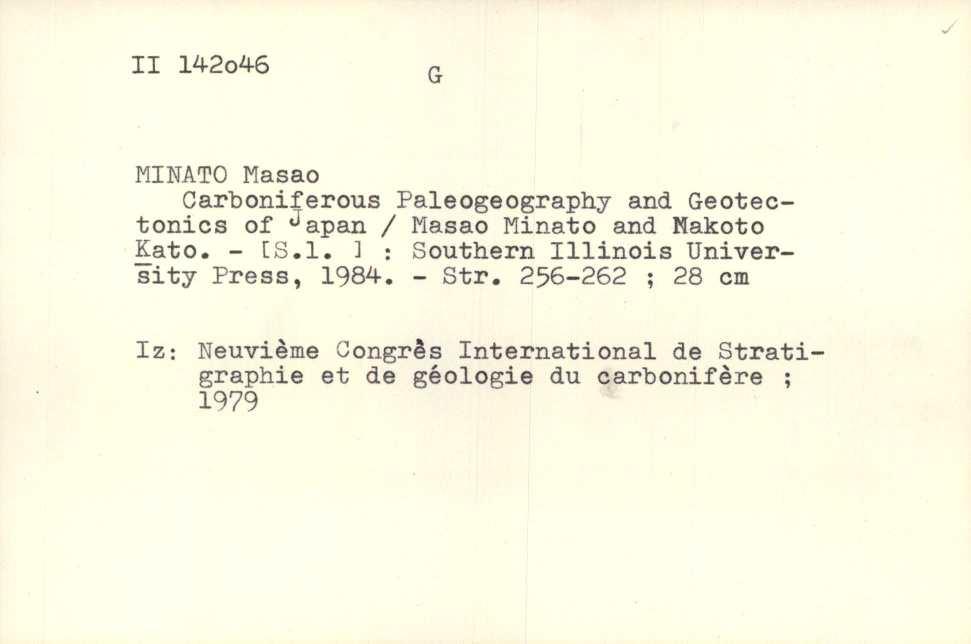 II 142o46
G
MINATO Masao
Carboniferous Paleogeography and Geotec-
tonics of Japan / Masao Minato and Makoto
Kato. - [S.l. ] : Southern Illinois Univer-
sity Press, 1984. - Str. 256-262 ; 28 cm
Iz: Neuvième Congrès International de Strati-
graphie et de géologie du carbonifère ;
1979